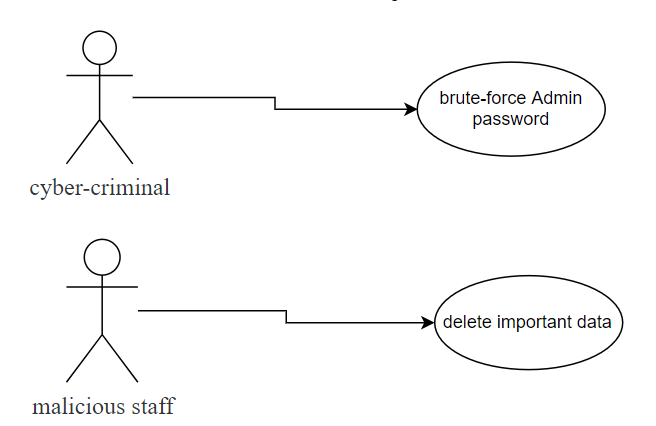 brute-force Admin
password
cyber-criminal
delete important data
malicious staff